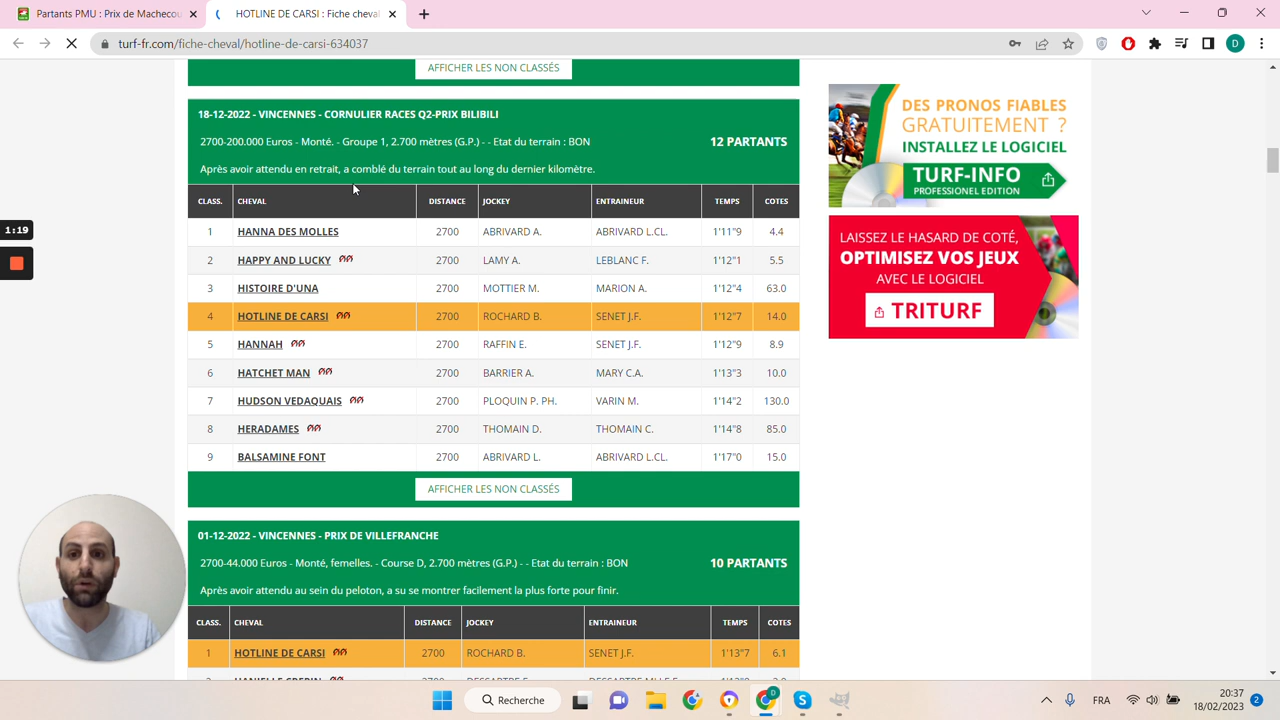 Partants PMU : Prix de Machecou
HOTLINE DE CARSI : Fiche cheval
turf-fr.com/fiche-cheval/hotline-de-carsi-634037
D
AFFICHER LES NON CLASSÉS
18-12-2022 - VINCENNES - CORNULIER RACES Q2-PRIX BILIBILI
2700-200.000 Euros - Monté. - Groupe 1, 2.700 mètres (G.P.) - - Etat du terrain : BON
12 PARTANTS
Après avoir attendu en retrait, a comblé du terrain tout au long du dernier kilomètre.
CLASS. CHEVAL DISTANCE JOCKEY ENTRAINEUR TEMPS COTES
1 HANNA DES MOLLES 2700 ABRIVARD A. ABRIVARD L.CL. 1'11"9 4.4
2 HAPPY AND LUCKY 2700 LAMY A. LEBLANC F. 1'12"1 5.5
3 HISTOIRE D'UNA 2700 MOTTIER M. MARION A. 1'12"4 63.0
4 HOTLINE DE CARSI 2700 ROCHARD B. SENET J.F. 1'12"7 14.0
5 HANNAH 2700 RAFFIN E. SENET J.F. 1'12"9 8.9
6 HATCHET MAN 2700 BARRIER A. MARY C.A. 1'13"3 10.0
7 HUDSON VEDAQUAIS 2700 PLOQUIN P. PH. VARIN M. 1'14"2 130.0
8 HERADAMES 2700 THOMAIN D. THOMAIN C. 1'14"8 85.0
9 BALSAMINE FONT 2700 ABRIVARD L. ABRIVARD L.CL. 1'17"0 15.0
AFFICHER LES NON CLASSÉS
01-12-2022 - VINCENNES - PRIX DE VILLEFRANCHE
2700-44.000 Euros - Monté, femelles. - Course D, 2.700 mètres (G.P.) - - Etat du terrain : BON
10 PARTANTS
Après avoir attendu au sein du peloton, a su se montrer facilement la plus forte pour finir.
CLASS. CHEVAL DISTANCE JOCKEY ENTRAINEUR TEMPS COTES
1 HOTLINE DE CARSI 2700 ROCHARD B. SENET J.F. 1'13"7 6.1
DES PRONOS FIABLES
GRATUITEMENT ?
INSTALLEZ LE LOGICIEL
TURF-INFO
PROFESSIONEL EDITION
LAISSEZ LE HASARD DE COTÉ,
OPTIMISEZ VOS JEUX
AVEC LE LOGICIEL
TRITURF
1:19
Recherche
D
FRA
20:37
18/02/2023
2